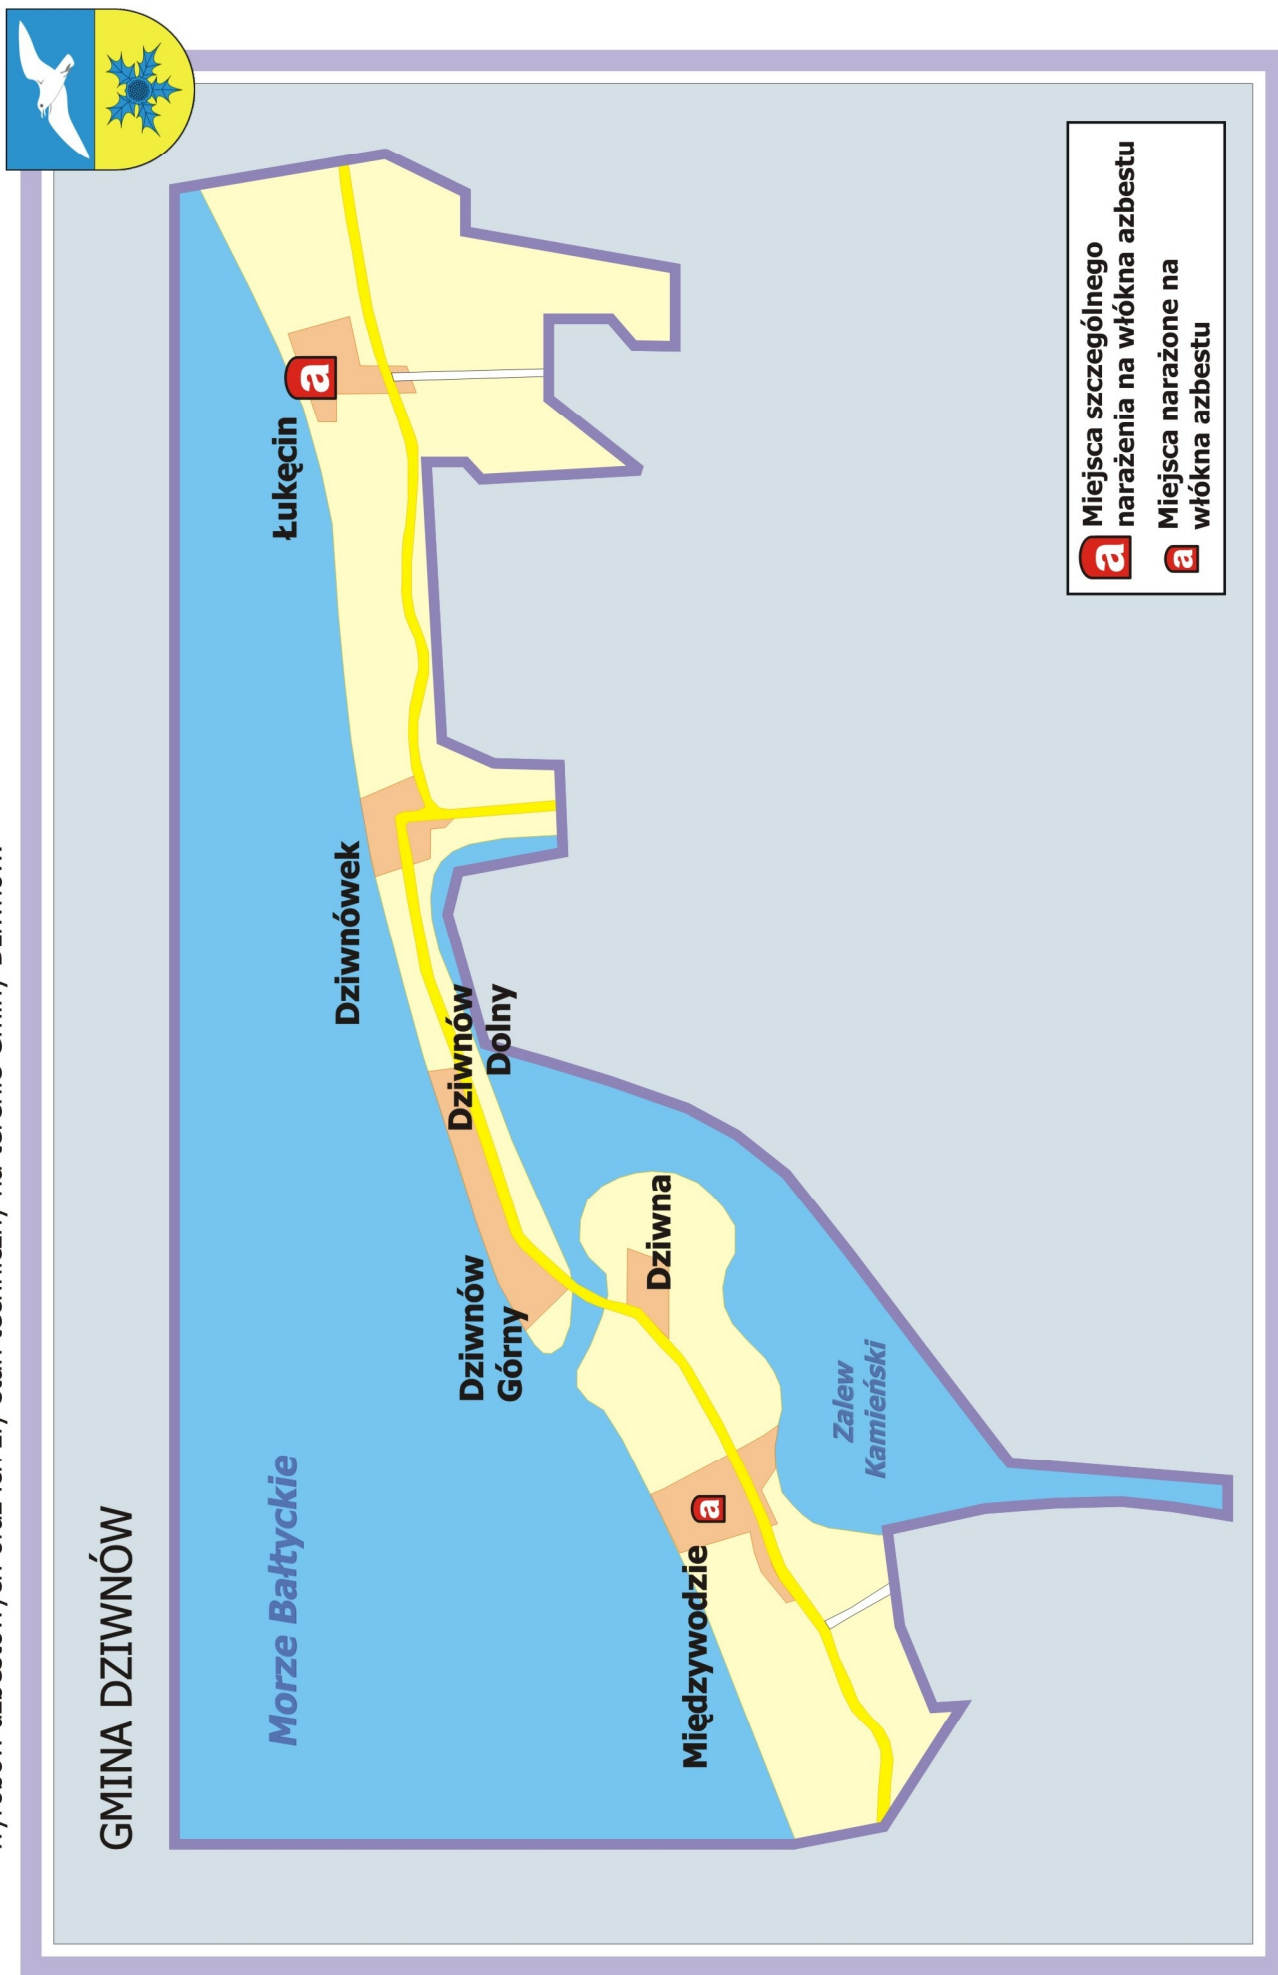 GMINA DZIWNÓW
Morze Bałtyckie
Łukęcin
Dziwnówek
Dziwnów
Dolny
Dziwnów
Górny
Dziwna
Międzywodzie
Zalew
Kamieński
a
a
a
Miejsca szczególnego
narażenia na włókna azbestu
a
Miejsca narażone na
włókna azbestu